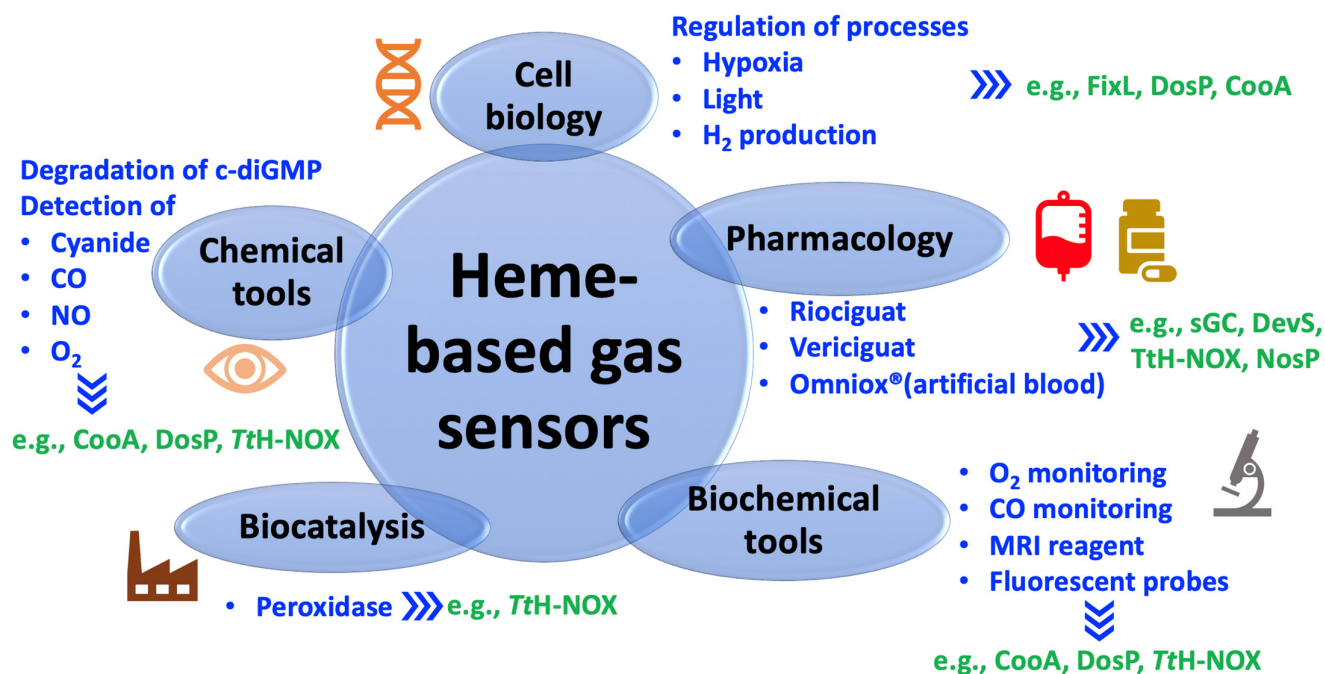 Cell
biology
Regulation of processes
• Hypoxia
• Light
• H₂ production
e.g., FixL, DosP, CooA
Degradation of c-diGMP
Detection of
• Cyanide
• CO
• NO
• O₂
e.g., CooA, DosP, TtH-NOX
Chemical
tools
Heme-
based gas
sensors
Pharmacology
• Riociguat
• Vericiguat
• Omniox®(artificial blood)
e.g., sGC, DevS,
TtH-NOX, NosP
Biocatalysis
• Peroxidase
e.g., TtH-NOX
Biochemical
tools
• O₂ monitoring
• CO monitoring
• MRI reagent
• Fluorescent probes
e.g., CooA, DosP, TtH-NOX